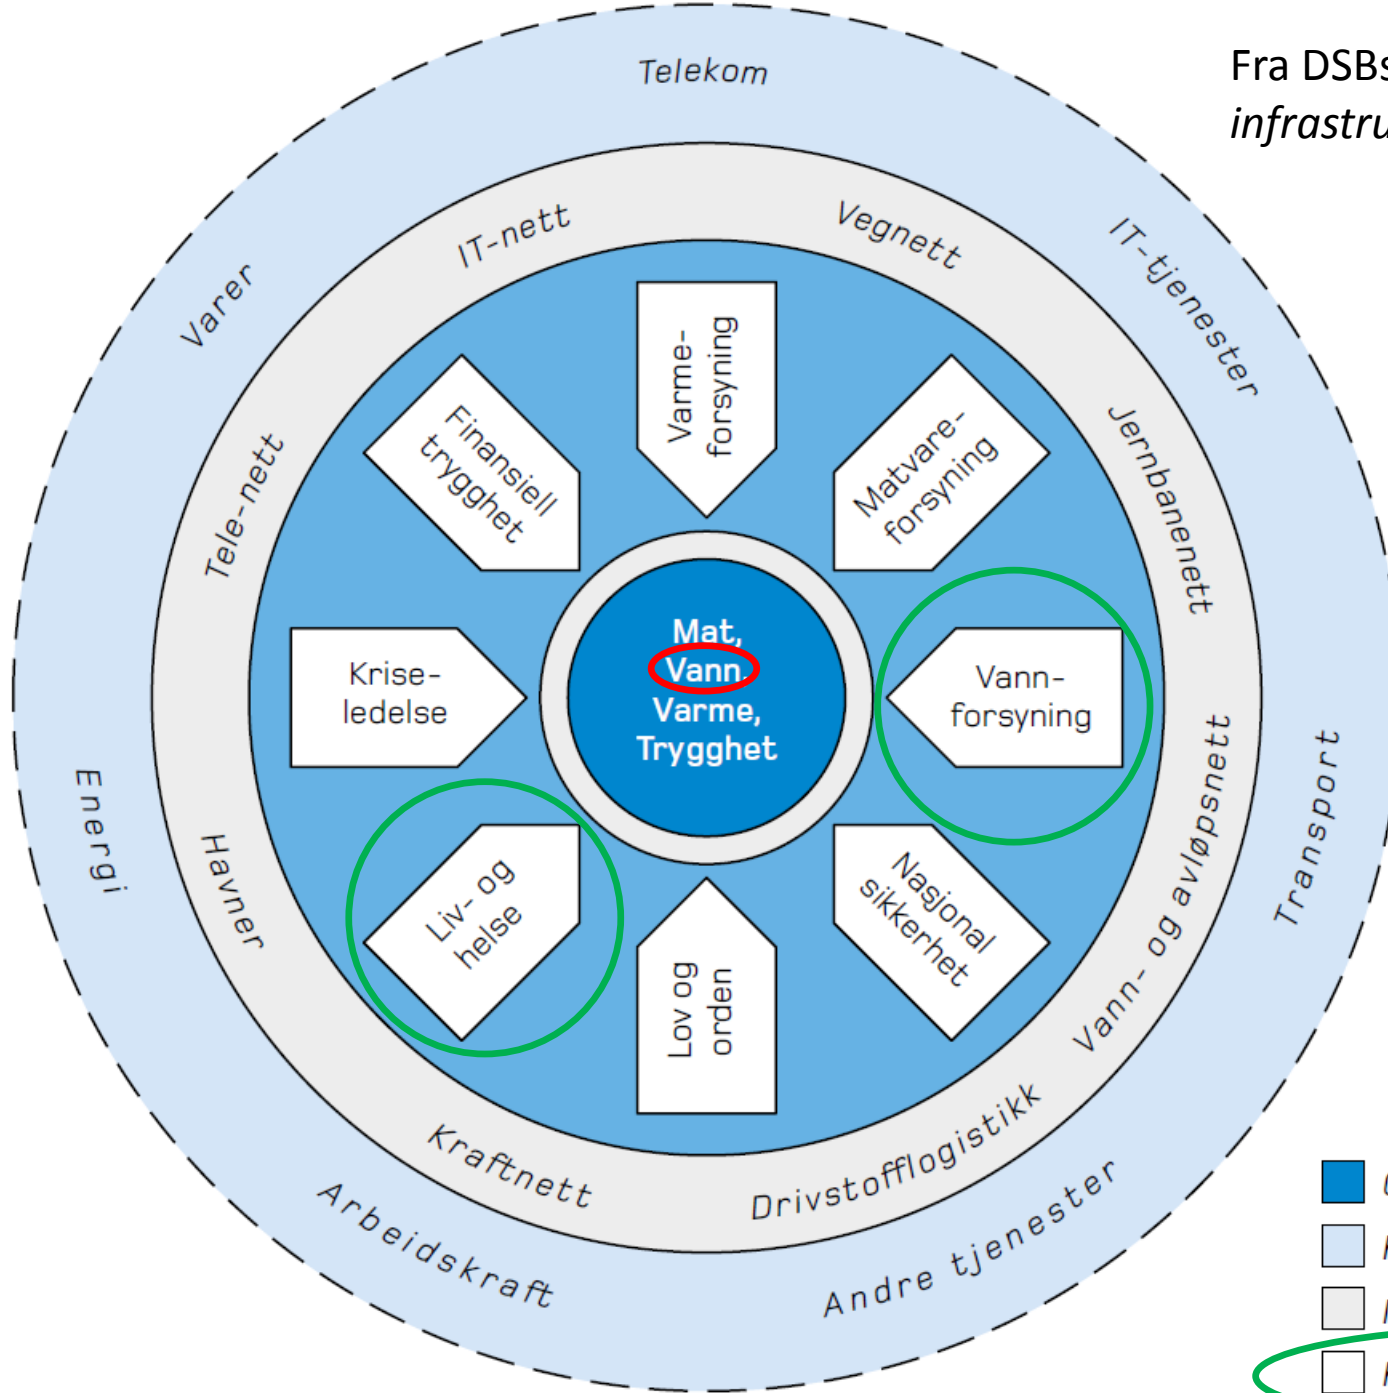 Fra DSBs
Telekom
IT-tjenester
Transport
Andre tjenester
Arbeidskraft
Energi
Varer
IT-nett
Vegnett
Jernbanenett
Vann- og avløpsnett
Drivstofflogistikk
Kraftnett
Havner
Tele-nett
Varme-
forsyning
Matvare-
forsyning
Vann-
forsyning
Nasjonal
sikkerhet
Lov og
orden
Liv- og
helse
Krise-
ledelse
Finansiell
trygghet
Mat,
Vann,
Varme,
Trygghet